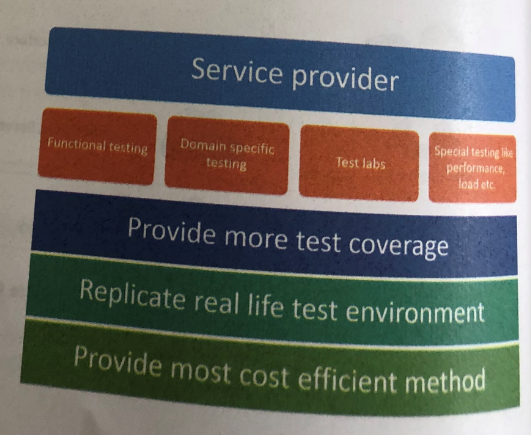 Service provider
Functional testing
Domain specific
testing
Test labs
Special testing like
performance,
load etc.
Provide more test coverage
Replicate real life test environment
Provide most cost efficient method